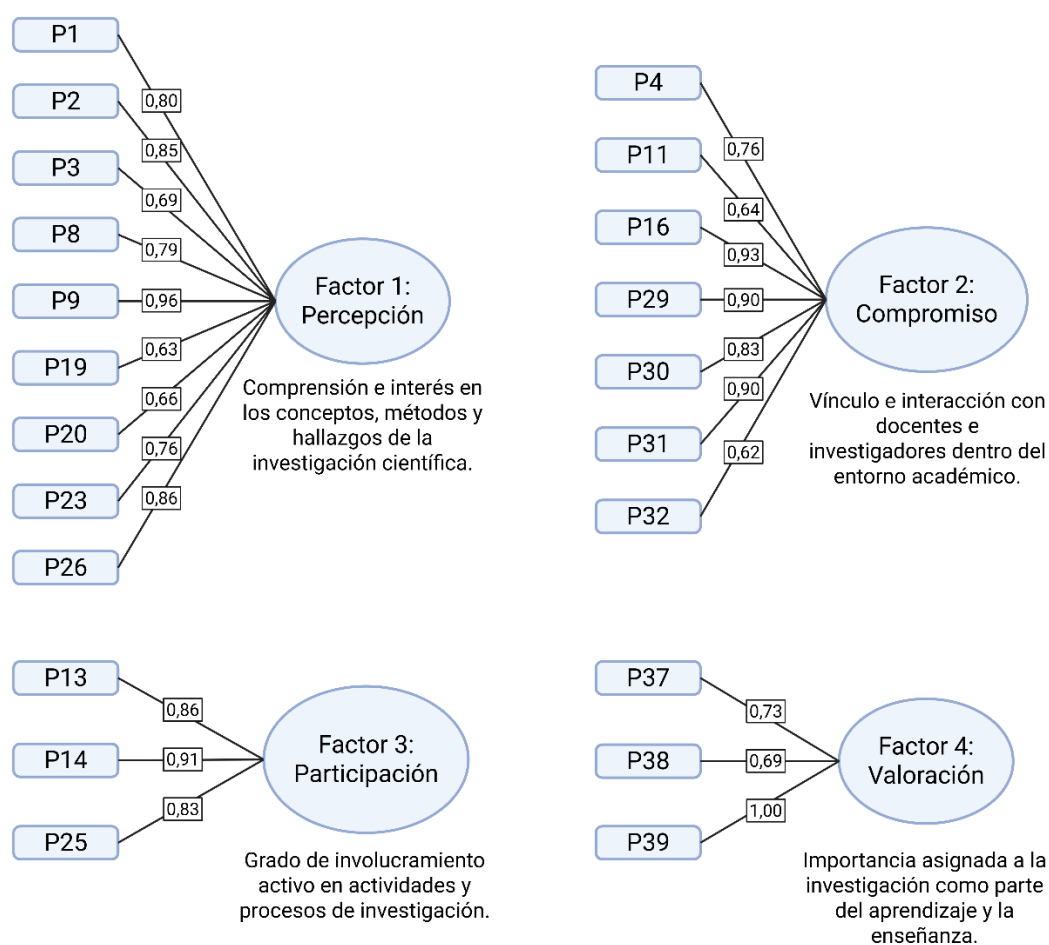 P1
P2
P3
P8
P9
P19
P20
P23
P26
0,80
0,85
0,69
0,79
0,96
0,63
0,66
0,76
0,86
Factor 1:
Percepción
Comprensión e interés en
los conceptos, métodos y
hallazgos de la
investigación científica.
P4
P11
P16
P29
P30
P31
P32
0,76
0,64
0,93
0,90
0,83
0,90
0,62
Factor 2:
Compromiso
Vínculo e interacción con
docentes e
investigadores dentro del
entorno académico.
P13
P14
P25
0,86
0,91
0,83
Factor 3:
Participación
Grado de involucramiento
activo en actividades y
procesos de investigación.
P37
P38
P39
0,73
0,69
1,00
Factor 4:
Valoración
Importancia asignada a la
investigación como parte
del aprendizaje y la
enseñanza.